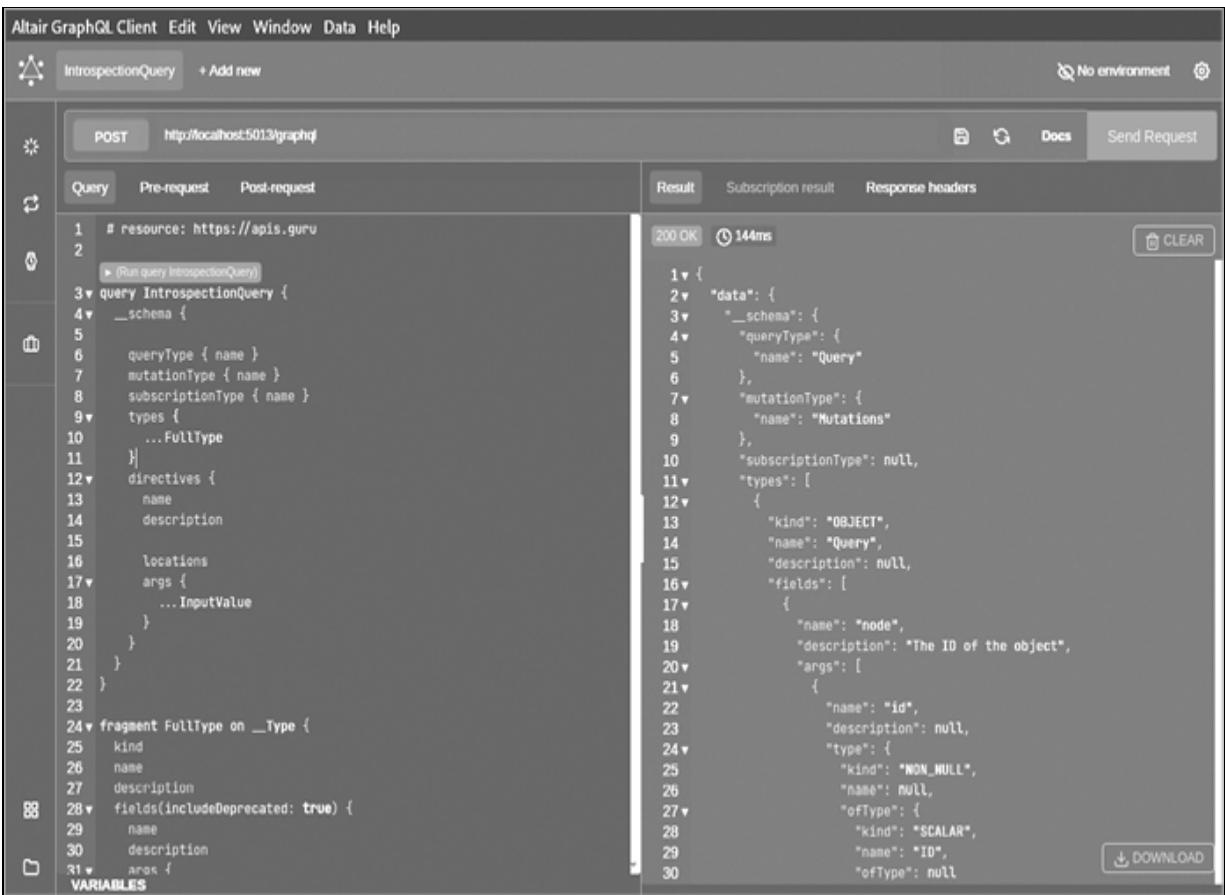 Altair GraphQL Client Edit View Window Data Help
IntrospectionQuery + Add new No environment
POST http://localhost:5013/graphql Docs Send Request
Query Pre-request Post-request
1 # resource: https://apis.guru
2
▸ (Run query IntrospectionQuery)
3 ▾ query IntrospectionQuery {
4 ▾ __schema {
5
6 queryType { name }
7 mutationType { name }
8 subscriptionType { name }
9 ▾ types {
10 ...FullType
11 }
12 ▾ directives {
13 name
14 description
15
16 locations
17 ▾ args {
18 ...InputValue
19 }
20 }
21 }
22 }
23
24 ▾ fragment FullType on __Type {
25 kind
26 name
27 description
28 ▾ fields(includeDeprecated: true) {
29 name
30 description
31 ▾ args {
VARIABLES
Result Subscription result Response headers
200 OK 144ms CLEAR
1 ▾ {
2 ▾ "data": {
3 ▾ "__schema": {
4 ▾ "queryType": {
5 "name": "Query"
6 },
7 ▾ "mutationType": {
8 "name": "Mutations"
9 },
10 "subscriptionType": null,
11 ▾ "types": [
12 ▾ {
13 "kind": "OBJECT",
14 "name": "Query",
15 "description": null,
16 ▾ "fields": [
17 ▾ {
18 "name": "node",
19 "description": "The ID of the object",
20 ▾ "args": [
21 ▾ {
22 "name": "id",
23 "description": null,
24 ▾ "type": {
25 "kind": "NON_NULL",
26 "name": null,
27 ▾ "ofType": {
28 "kind": "SCALAR",
29 "name": "ID",
30 "ofType": null
DOWNLOAD